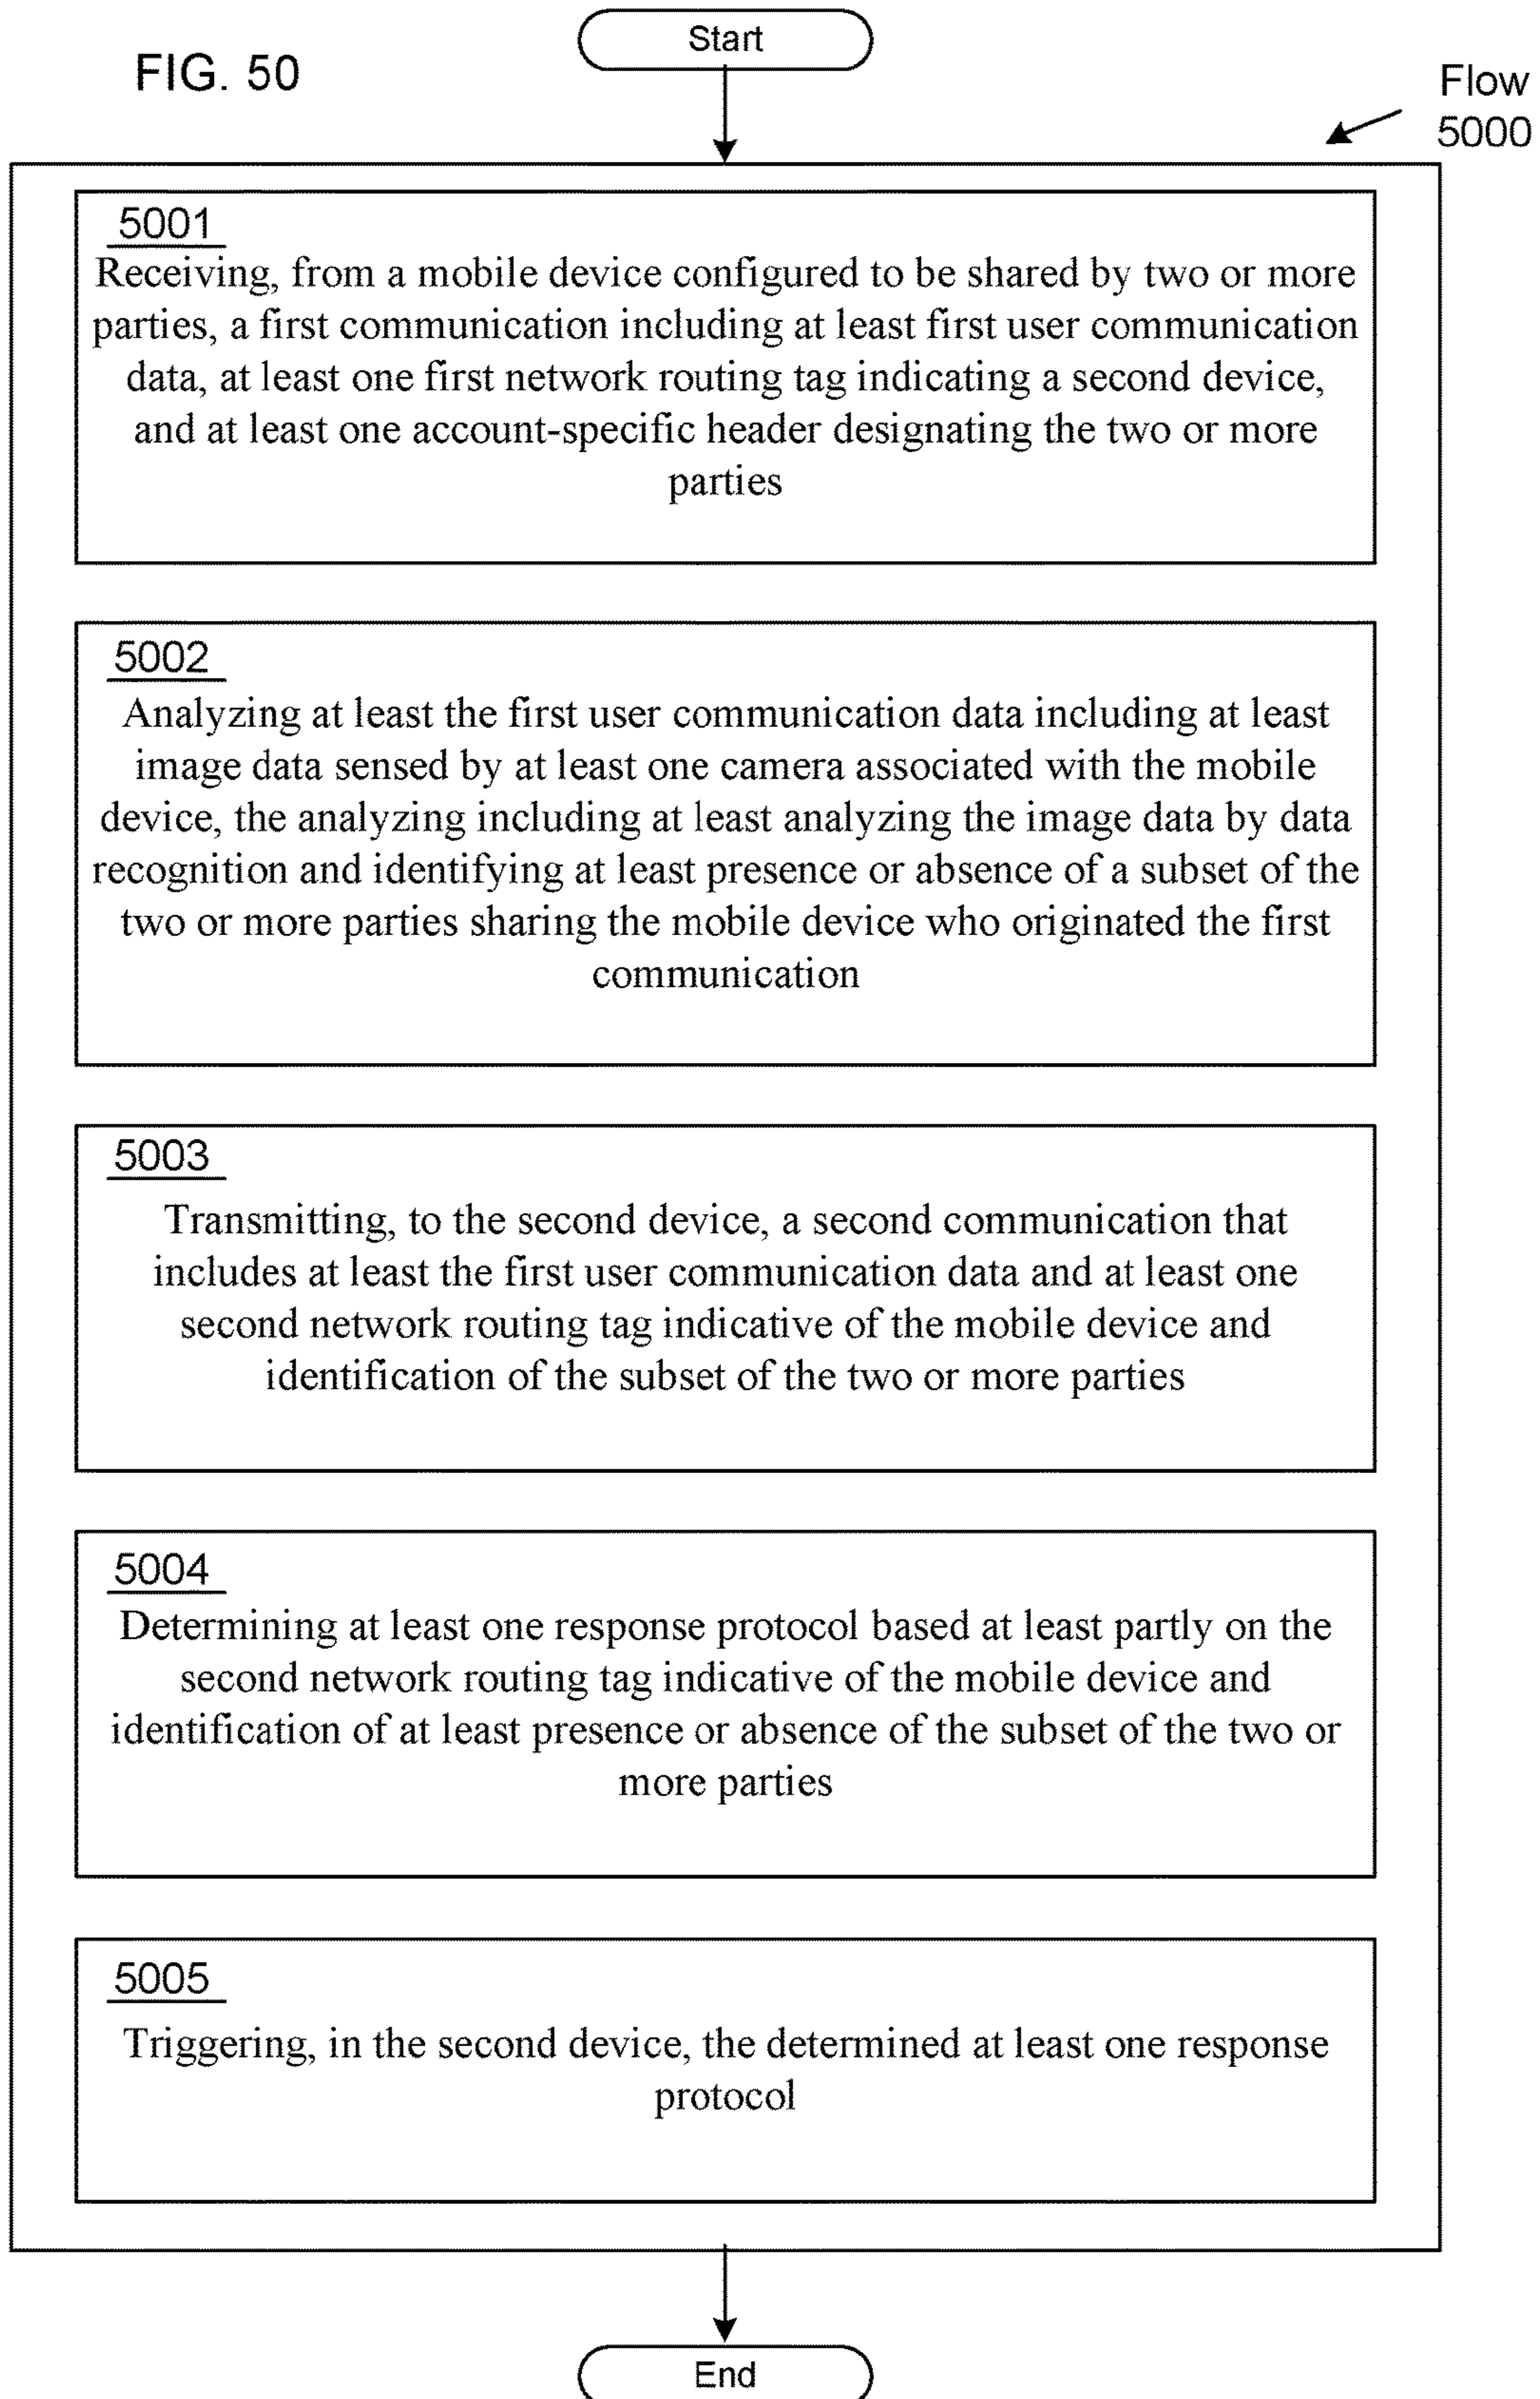 Start
FIG. 50
Flow
5000
5001
Receiving, from a mobile device configured to be shared by two or more
parties, a first communication including at least first user communication
data, at least one first network routing tag indicating a second device,
and at least one account-specific header designating the two or more
parties
5002
Analyzing at least the first user communication data including at least
image data sensed by at least one camera associated with the mobile
device, the analyzing including at least analyzing the image data by data
recognition and identifying at least presence or absence of a subset of the
two or more parties sharing the mobile device who originated the first
communication
5003
Transmitting, to the second device, a second communication that
includes at least the first user communication data and at least one
second network routing tag indicative of the mobile device and
identification of the subset of the two or more parties
5004
Determining at least one response protocol based at least partly on the
second network routing tag indicative of the mobile device and
identification of at least presence or absence of the subset of the two or
more parties
5005
Triggering, in the second device, the determined at least one response
protocol
End